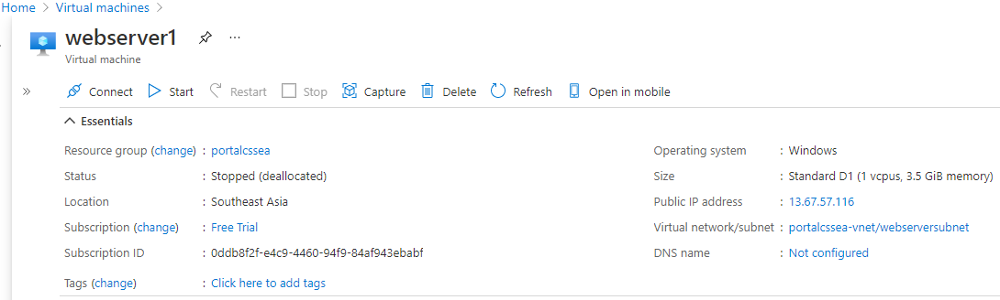 Home > Virtual machines >
webserver1 ...
Virtual machine
» Connect Start Restart Stop Capture Delete Refresh Open in mobile
Essentials
Resource group (change) : portalcssea
Operating system : Windows
Status : Stopped (deallocated)
Size : Standard D1 (1 vcpus, 3.5 GiB memory)
Location : Southeast Asia
Public IP address : 13.67.57.116
Subscription (change) : Free Trial
Virtual network/subnet : portalcssea-vnet/webserversubnet
Subscription ID : 0ddb8f2f-e4c9-4460-94f9-84af943ebabf
DNS name : Not configured
Tags (change) : Click here to add tags